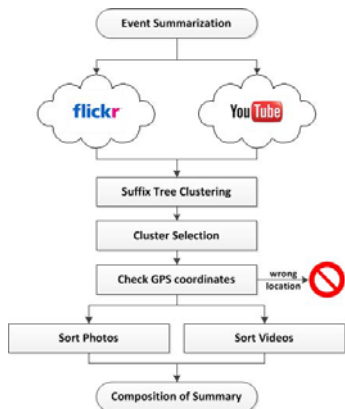 Event Summarization
flickr
YouTube
Suffix Tree Clustering
Cluster Selection
Check GPS coordinates
wrong
location
Sort Photos
Sort Videos
Composition of Summary